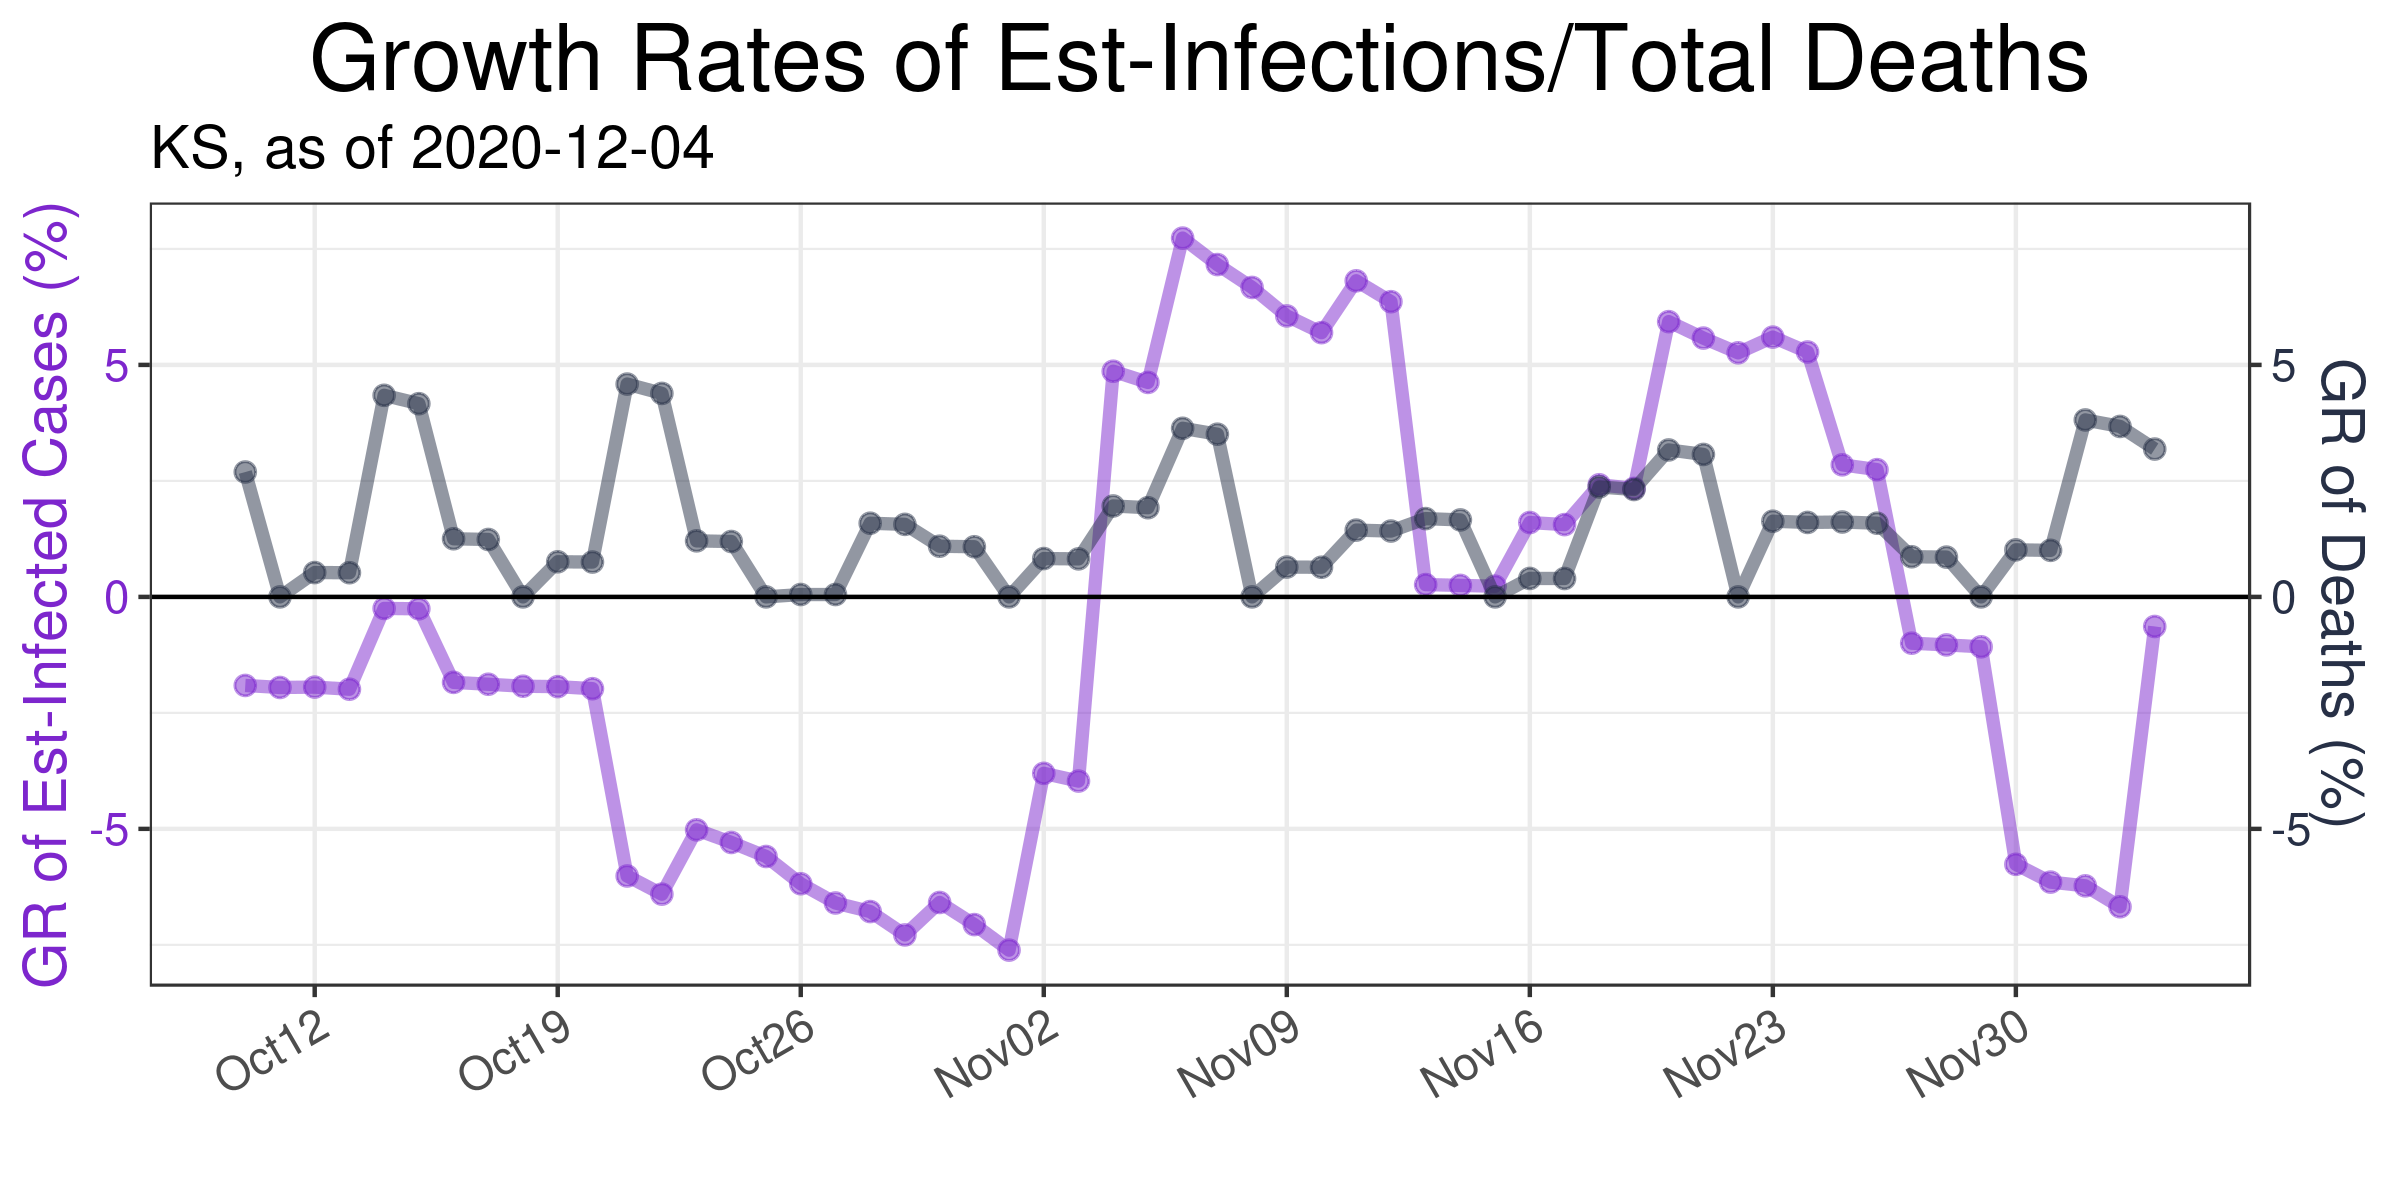 Growth Rates of Est-Infections/Total Deaths
KS, as of 2020-12-04
GR of Est-Infected Cases (%)
5
0
-5
5
0
-5
GR of Deaths (%)
Oct12
Oct19
Oct26
Nov02
Nov09
Nov16
Nov23
Nov30